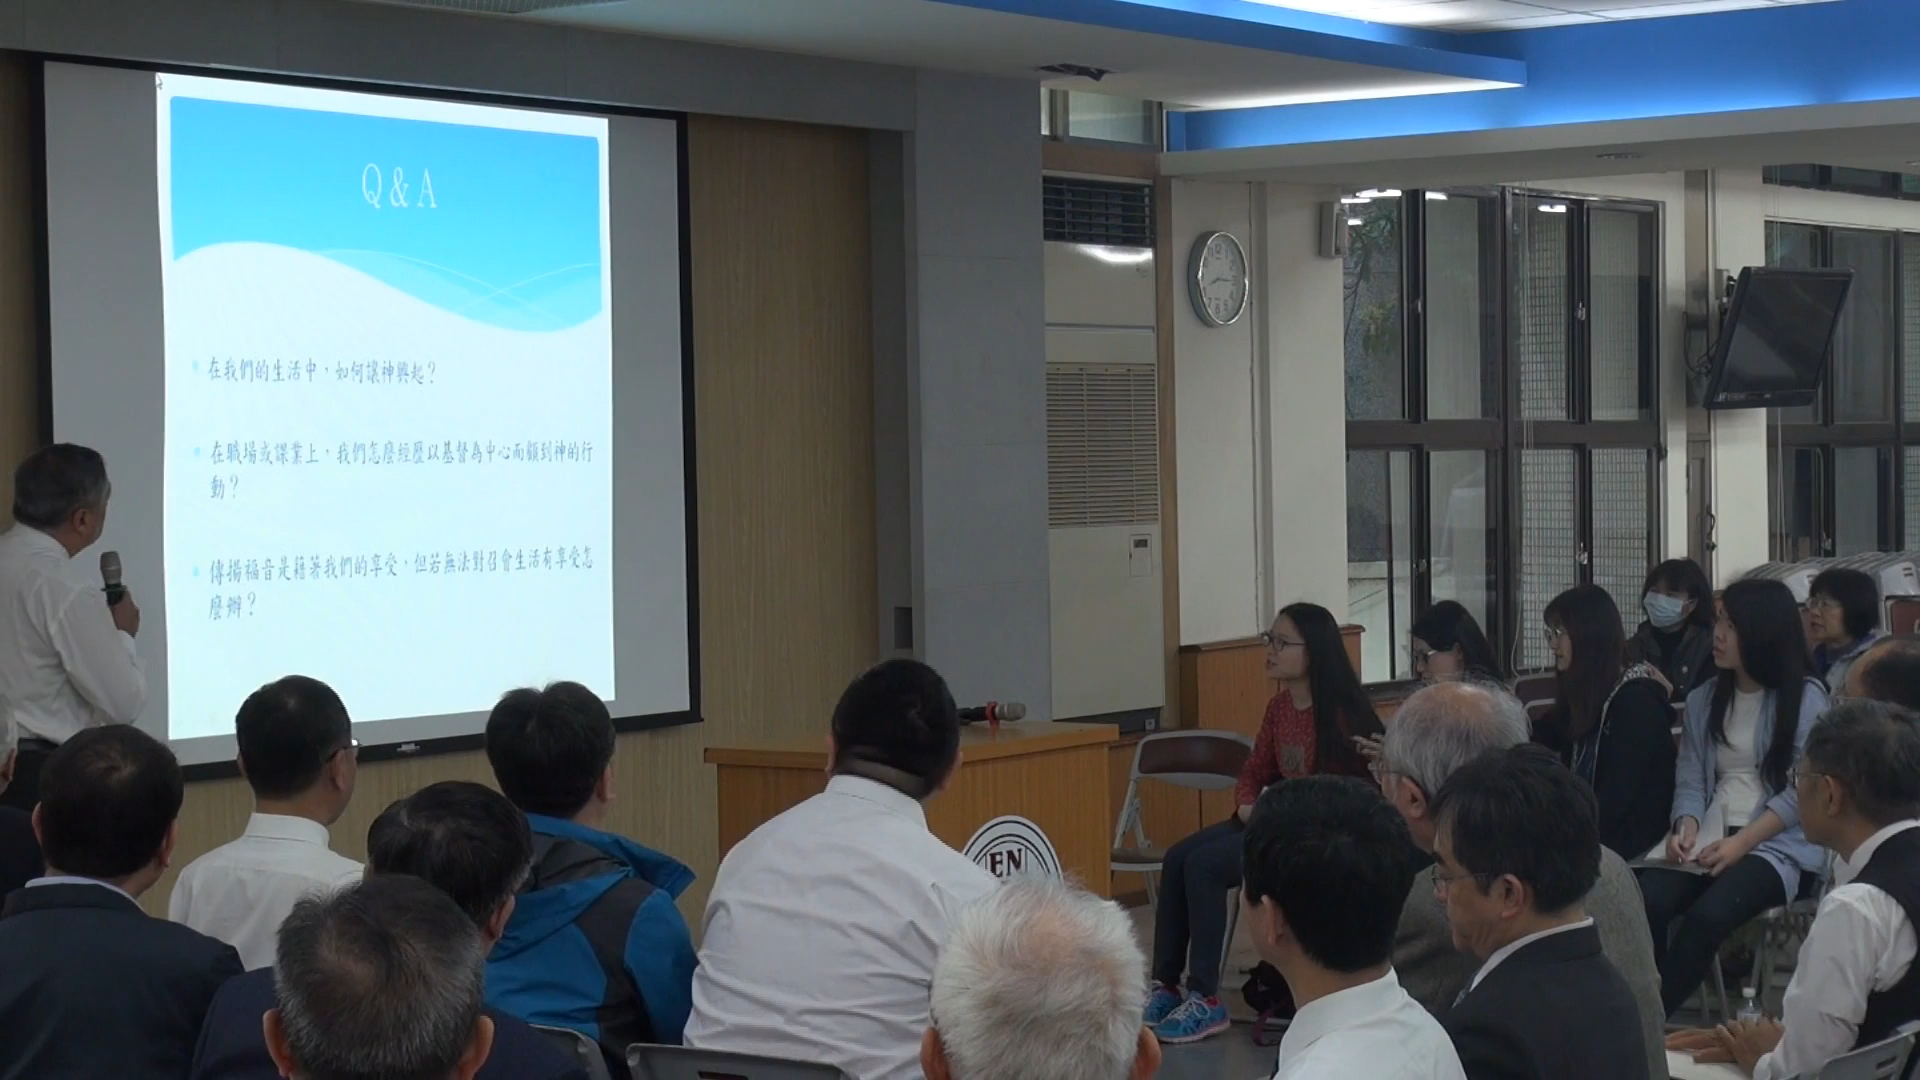 Q & A
在我們的生活中，如何讓神興起？
在職場或課業上，我們怎麼經歷以基督為中心而顧到神的行
動？
傳揚福音是藉著我們的享受，但若無法對召會生活有享受怎
麼辦？
EN